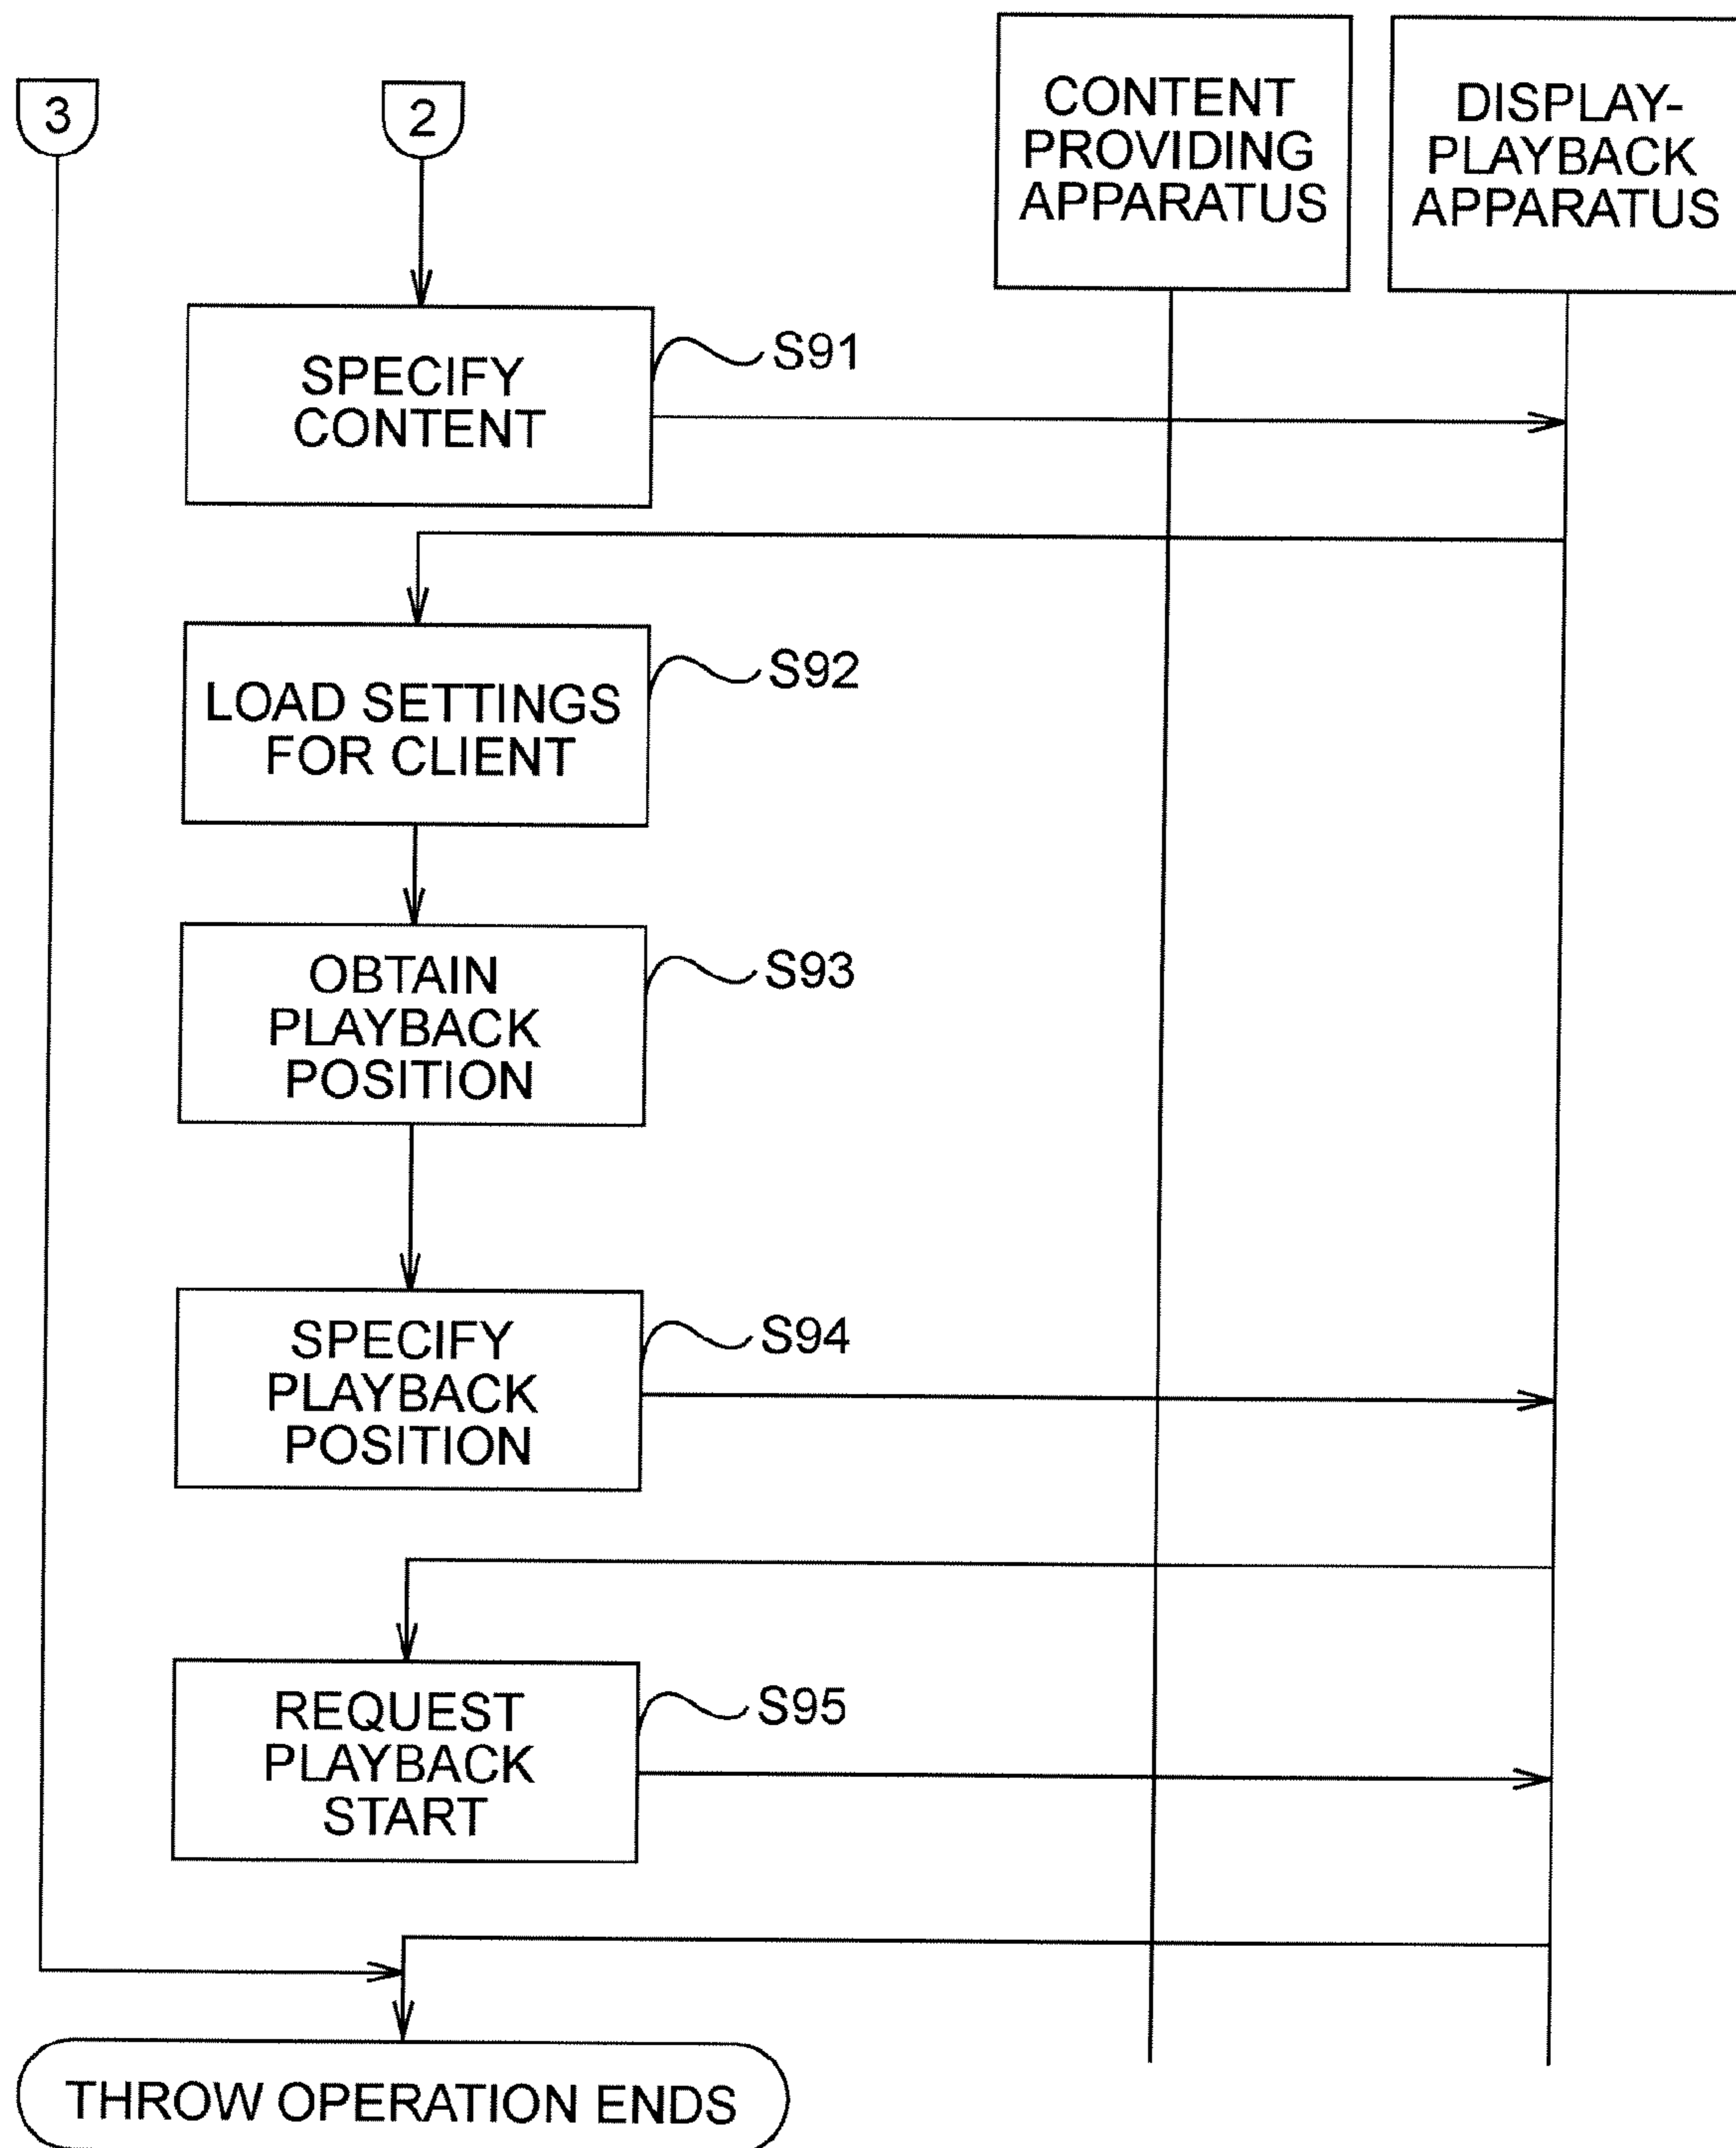 3
2
CONTENT
PROVIDING
APPARATUS
DISPLAY-
PLAYBACK
APPARATUS
SPECIFY
CONTENT
S91
LOAD SETTINGS
FOR CLIENT
S92
OBTAIN
PLAYBACK
POSITION
S93
SPECIFY
PLAYBACK
POSITION
S94
REQUEST
PLAYBACK
START
S95
THROW OPERATION ENDS